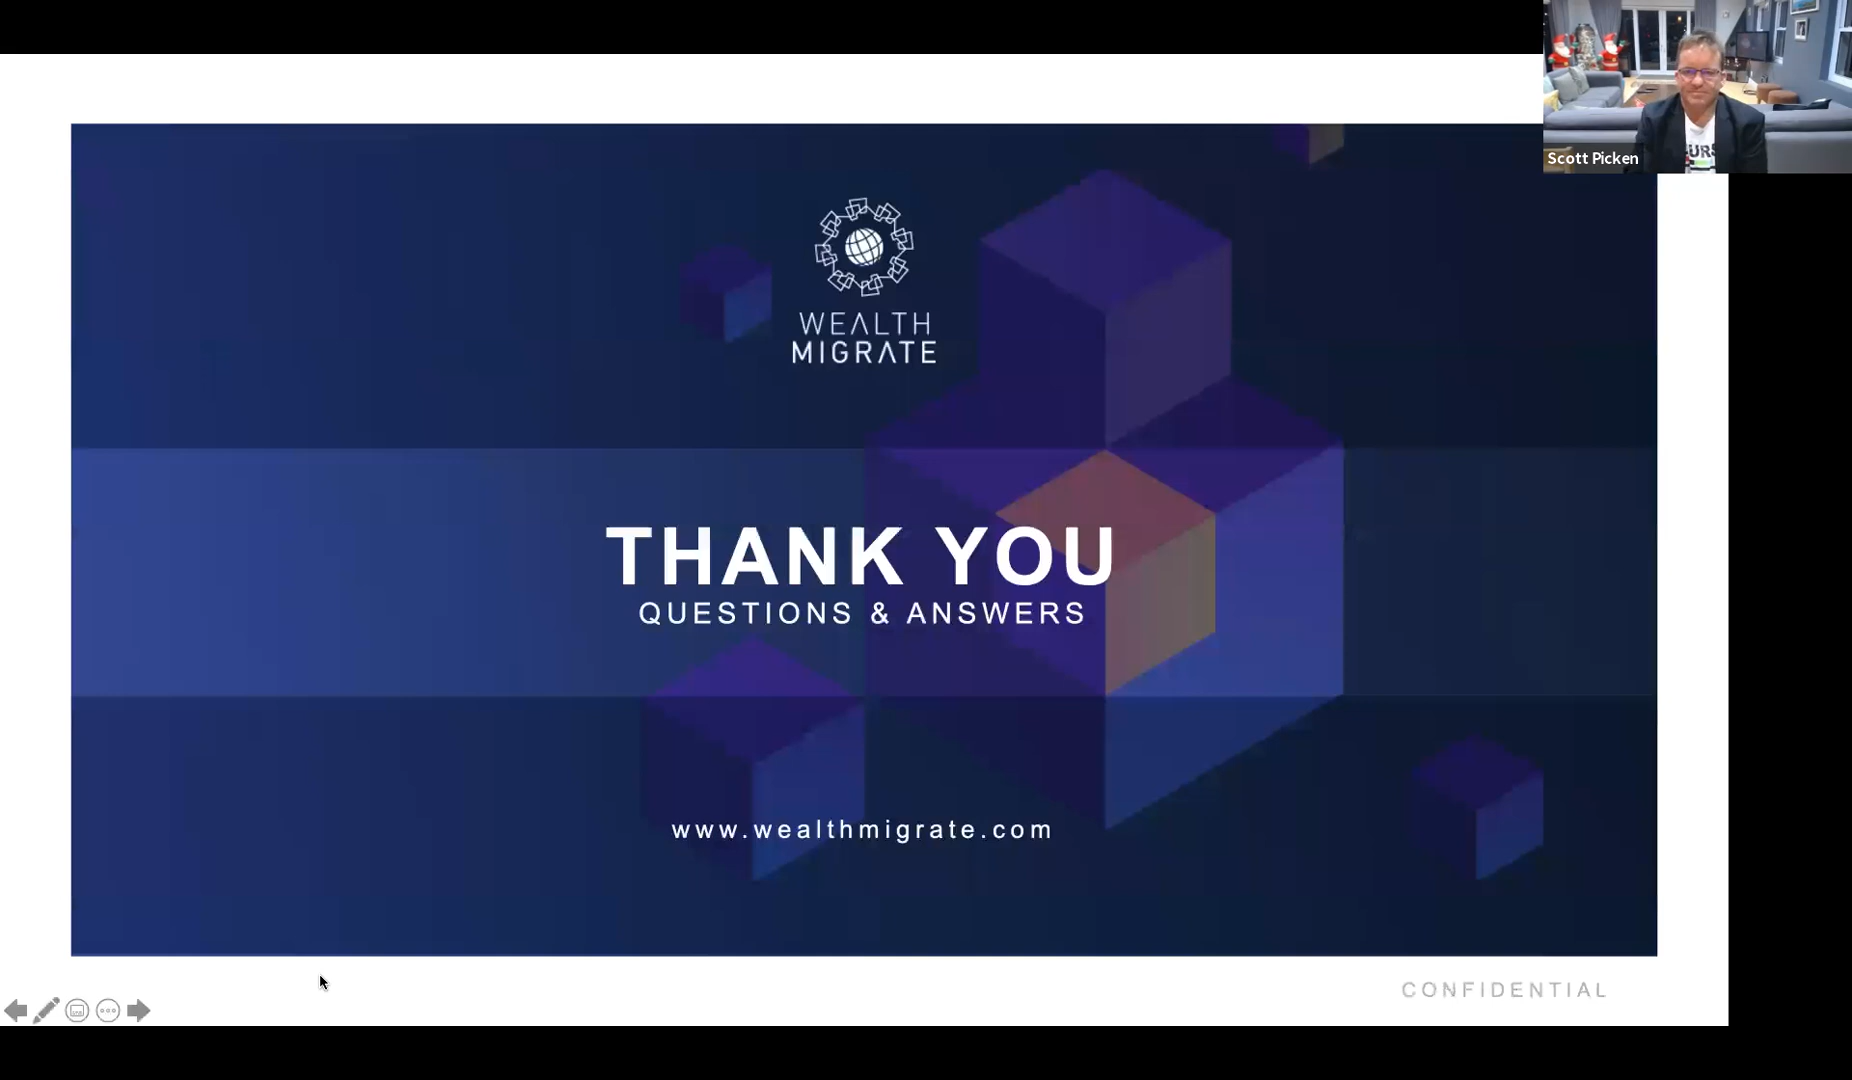 Scott Picken
WEALTH
MIGRATE
THANK YOU
QUESTIONS & ANSWERS
www.wealthmigrate.com
CONFIDENTIAL